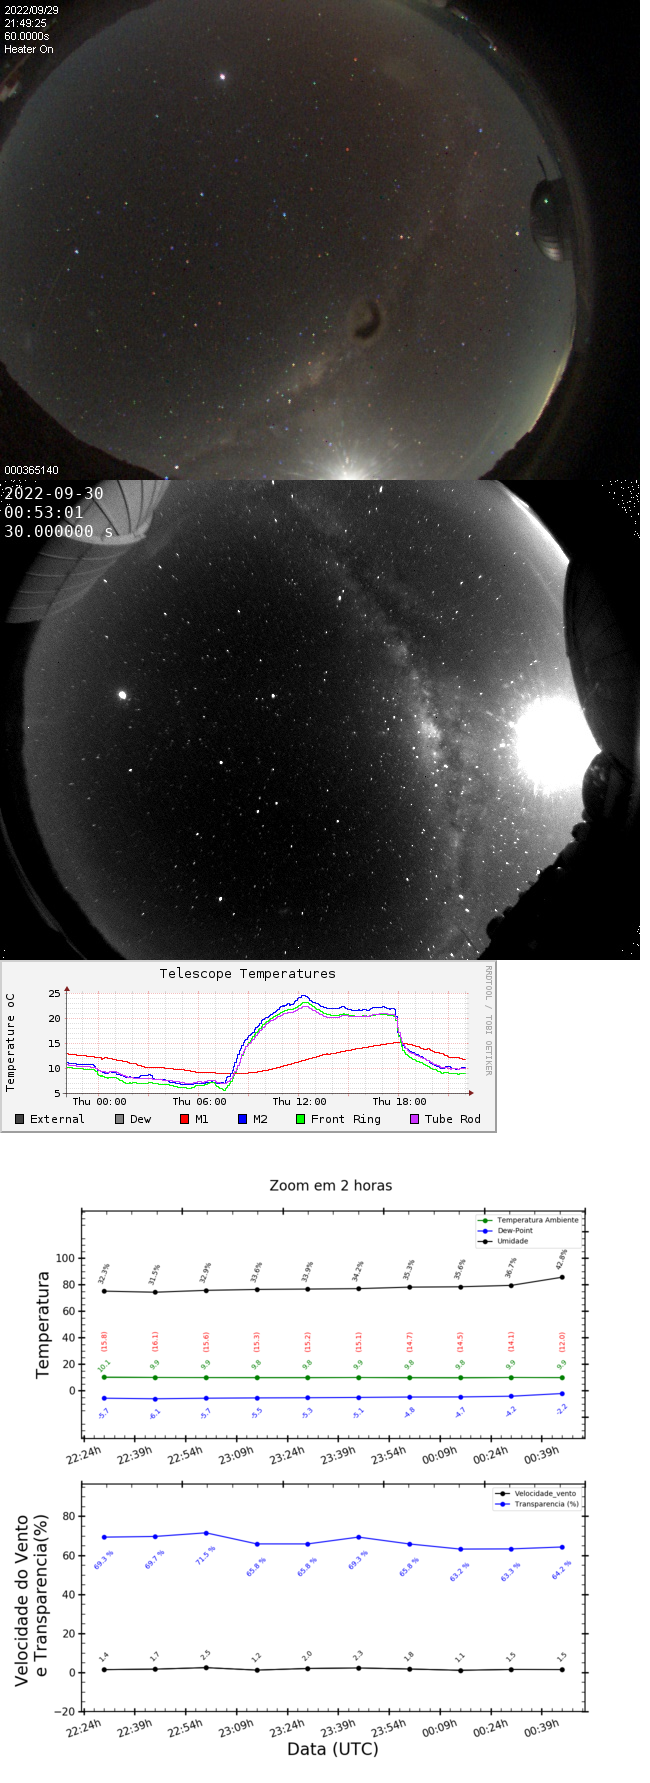 2022/09/29
21:49:25
60.0000s
Heater On
000365140
2022-09-30
00:53:01
30.000000 s
Telescope Temperatures
RRDTOOL / TOBI OETIKER
Temperature oC
25
20
15
10
5
Thu 00:00 Thu 06:00 Thu 12:00 Thu 18:00
External Dew M1 M2 Front Ring Tube Rod
Zoom em 2 horas
Temperatura Ambiente
Dew-Point
Umidade
Temperatura
100
80
60
40
20
0
32.3% 31.5% 32.9% 33.6% 33.9% 34.2% 35.3% 35.6% 36.7% 42.8%
(15.8) (16.1) (15.6) (15.3) (15.2) (15.1) (14.7) (14.5) (14.1) (12.0)
10.1 9.9 9.9 9.8 9.8 9.9 9.8 9.8 9.9 9.9
-5.7 -6.1 -5.7 -5.5 -5.3 -5.1 -4.8 -4.7 -4.2 -2.2
22:24h 22:39h 22:54h 23:09h 23:24h 23:39h 23:54h 00:09h 00:24h 00:39h
Velocidade_vento
Transparencia (%)
Velocidade do Vento
e Transparencia(%)
80
60
40
20
0
−20
69.3 % 69.7 % 71.5 % 65.8 % 65.8 % 69.3 % 65.8 % 63.2 % 63.3 % 64.2 %
1.4 1.7 2.5 1.2 2.0 2.3 1.8 1.1 1.5 1.5
22:24h 22:39h 22:54h 23:09h 23:24h 23:39h 23:54h 00:09h 00:24h 00:39h
Data (UTC)